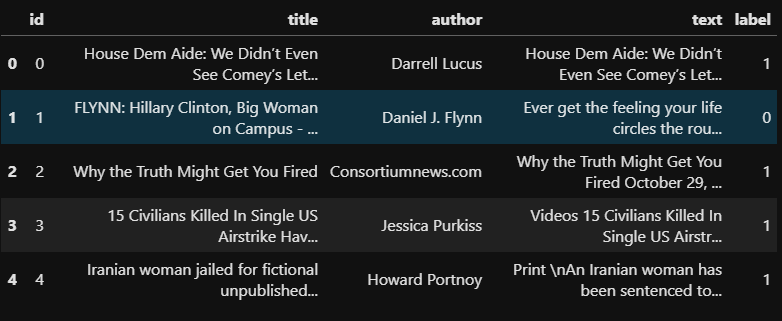 id title author text label
0 0 House Dem Aide: We Didn’t Even See Comey’s Let... Darrell Lucus House Dem Aide: We Didn’t Even See Comey’s Let... 1
1 1 FLYNN: Hillary Clinton, Big Woman on Campus - ... Daniel J. Flynn Ever get the feeling your life circles the rou... 0
2 2 Why the Truth Might Get You Fired Consortiumnews.com Why the Truth Might Get You Fired October 29, ... 1
3 3 15 Civilians Killed In Single US Airstrike Hav... Jessica Purkiss Videos 15 Civilians Killed In Single US Airstr... 1
4 4 Iranian woman jailed for fictional unpublished... Howard Portnoy Print \nAn Iranian woman has been sentenced to... 1